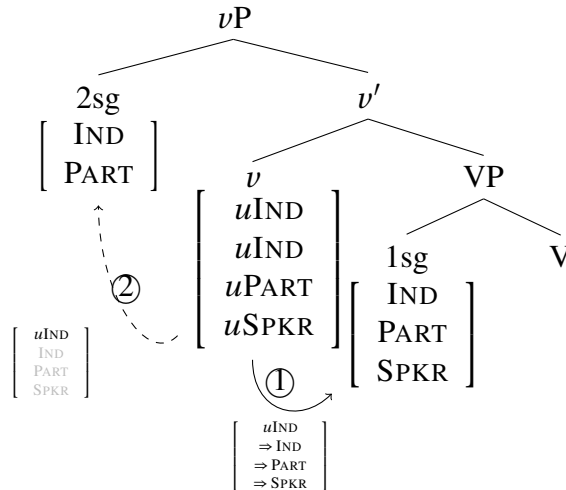 vP
2sg
[ IND
PART ]
v′
v
[ uIND
uIND
uPART
uSPKR ]
VP
1sg
[ IND
PART
SPKR ]
V
②
[ uIND
IND
PART
SPKR ]
①
[ uIND
⇒ IND
⇒ PART
⇒ SPKR ]